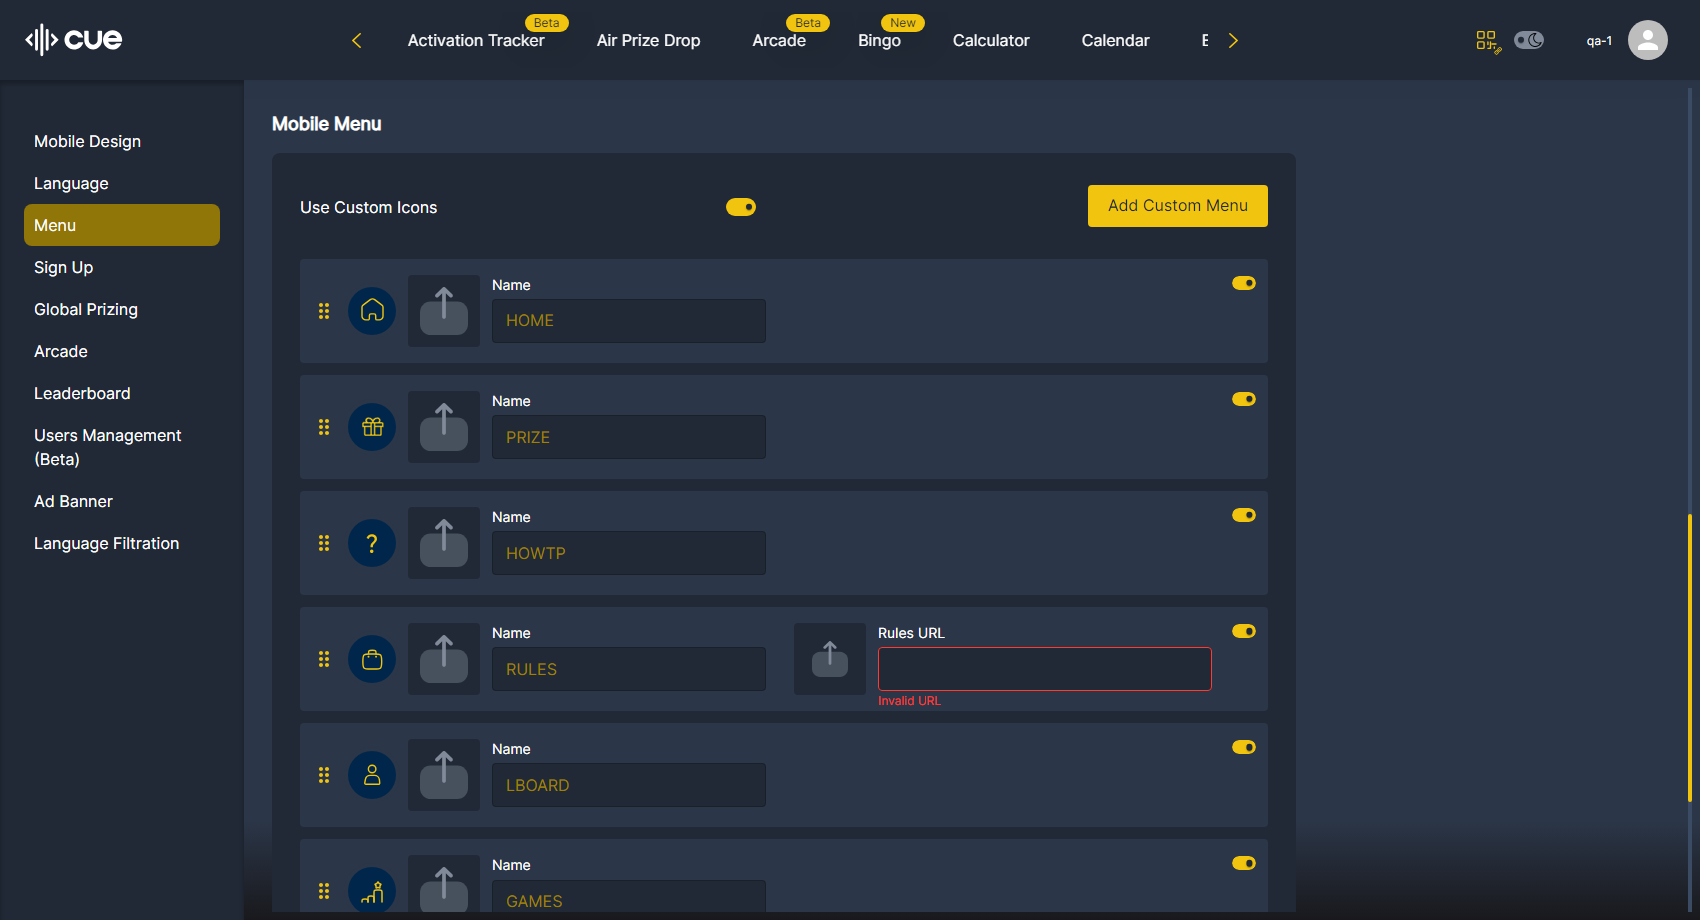 cue
Activation Tracker
Beta
Air Prize Drop
Arcade
Beta
Bingo
New
Calculator
Calendar
qa-1
Mobile Design
Language
Menu
Sign Up
Global Prizing
Arcade
Leaderboard
Users Management
(Beta)
Ad Banner
Language Filtration
Mobile Menu
Use Custom Icons
Add Custom Menu
Name
HOME
Name
PRIZE
Name
HOWTP
Name
RULES
Rules URL
Invalid URL
Name
LBOARD
Name
GAMES